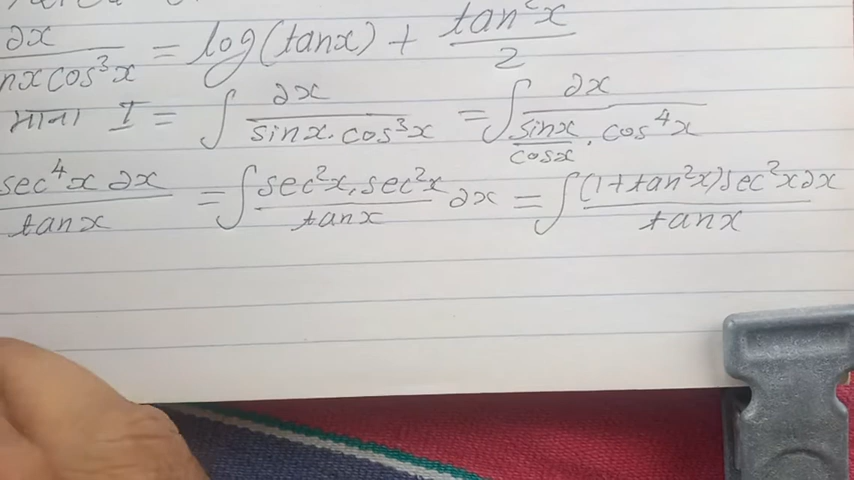 ∂x/nx cos³x = log(tanx) + tan²x/2
माना I = ∫ ∂x/sinx.cos³x = ∫ ∂x/(sinx/cosx . cos⁴x)
sec⁴x ∂x/tanx = ∫ sec²x.sec²x/tanx ∂x = ∫ (1+tan²x)sec²x∂x/tanx